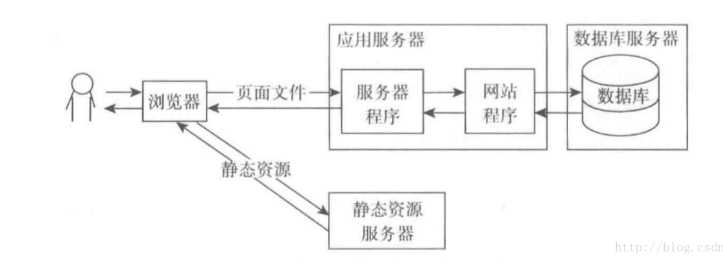 应用服务器
数据库服务器
浏览器
页面文件
服务器
程序
网站
程序
数据库
静态资源
静态资源
服务器
http://blog.csdn